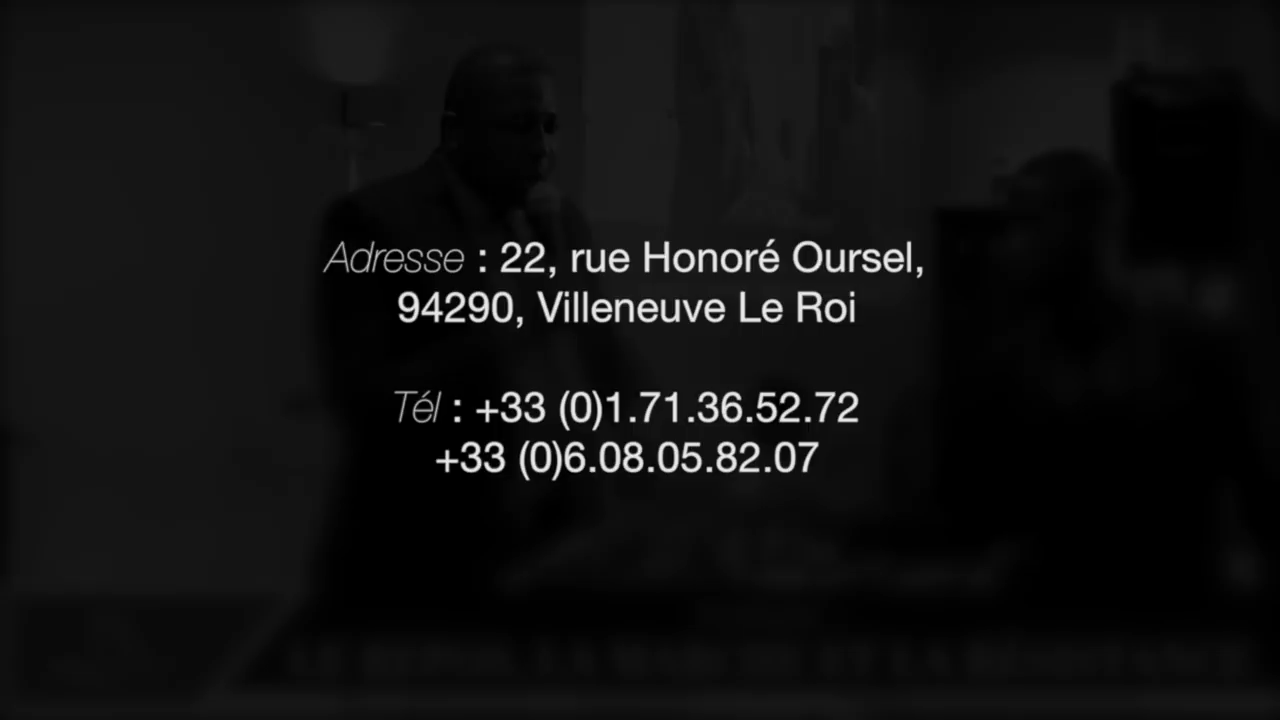 Adresse : 22, rue Honoré Oursel,
94290, Villeneuve Le Roi
Tél : +33 (0)1.71.36.52.72
+33 (0)6.08.05.82.07